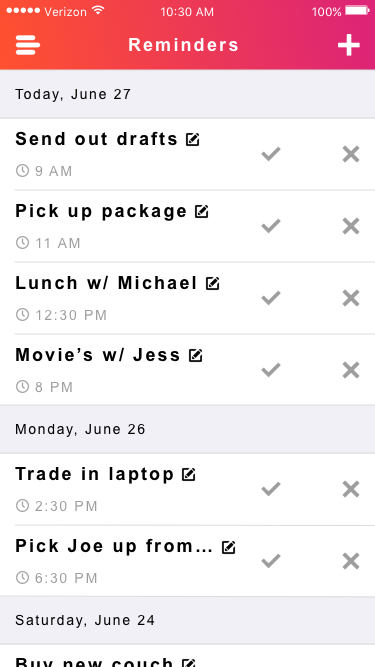 Verizon 10:30 AM 100%
Reminders
Today, June 27
Send out drafts
9 AM
Pick up package
11 AM
Lunch w/ Michael
12:30 PM
Movie’s w/ Jess
8 PM
Monday, June 26
Trade in laptop
2:30 PM
Pick Joe up from...
6:30 PM
Saturday, June 24
Buy new couch